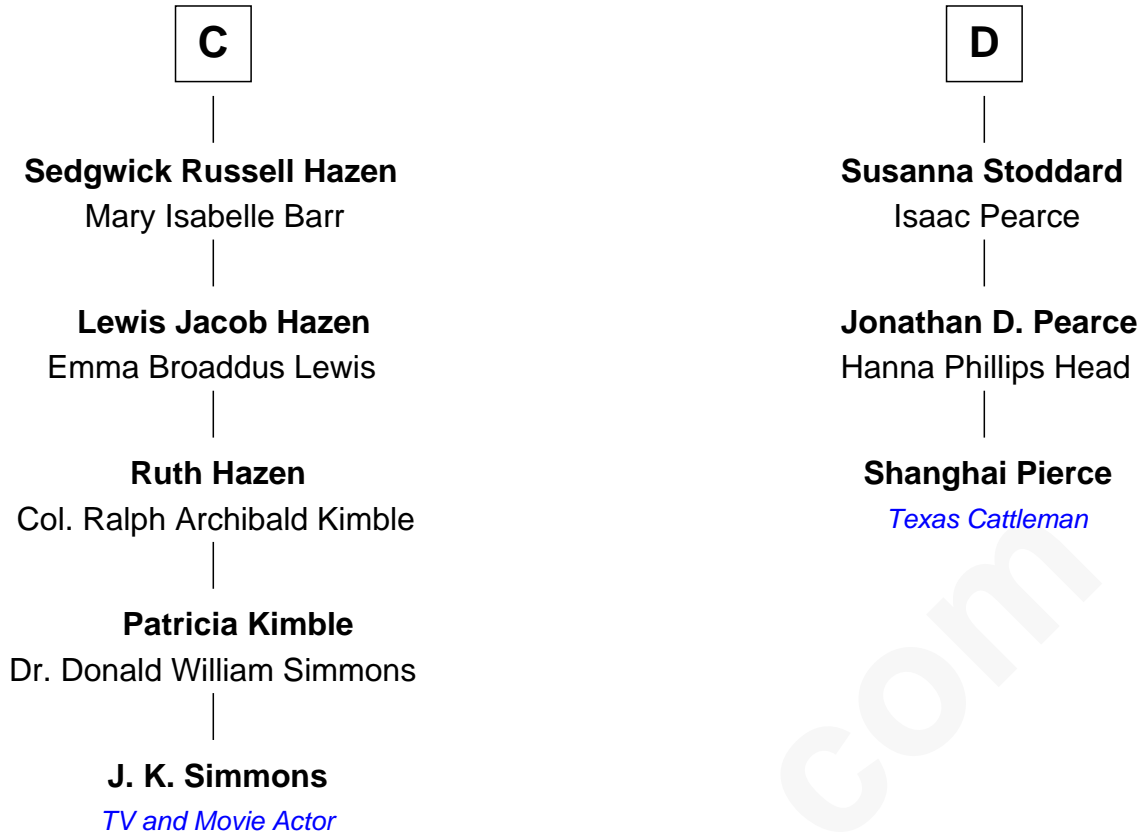 C
Sedgwick Russell Hazen
Mary Isabelle Barr
Lewis Jacob Hazen
Emma Broaddus Lewis
Ruth Hazen
Col. Ralph Archibald Kimble
Patricia Kimble
Dr. Donald William Simmons
J. K. Simmons
TV and Movie Actor
D
Susanna Stoddard
Isaac Pearce
Jonathan D. Pearce
Hanna Phillips Head
Shanghai Pierce
Texas Cattleman
com